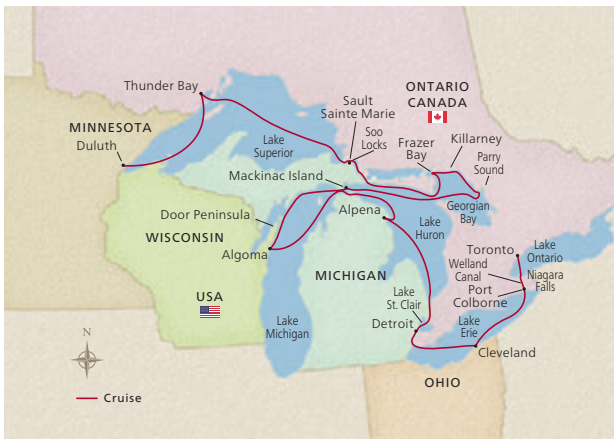 Thunder Bay
ONTARIO
CANADA
Sault
Sainte Marie
Soo
Locks
Killarney
Frazer
Bay
Parry
Sound
MINNESOTA
Duluth
Lake
Superior
Mackinac Island
Georgian
Bay
Door Peninsula
Alpena
Lake
Huron
WISCONSIN
Algoma
Toronto
Lake
Ontario
Welland
Canal
Niagara
Falls
Port
Colborne
MICHIGAN
USA
Lake
St. Clair
Detroit
Lake
Michigan
Lake
Erie
Cleveland
N
OHIO
Cruise